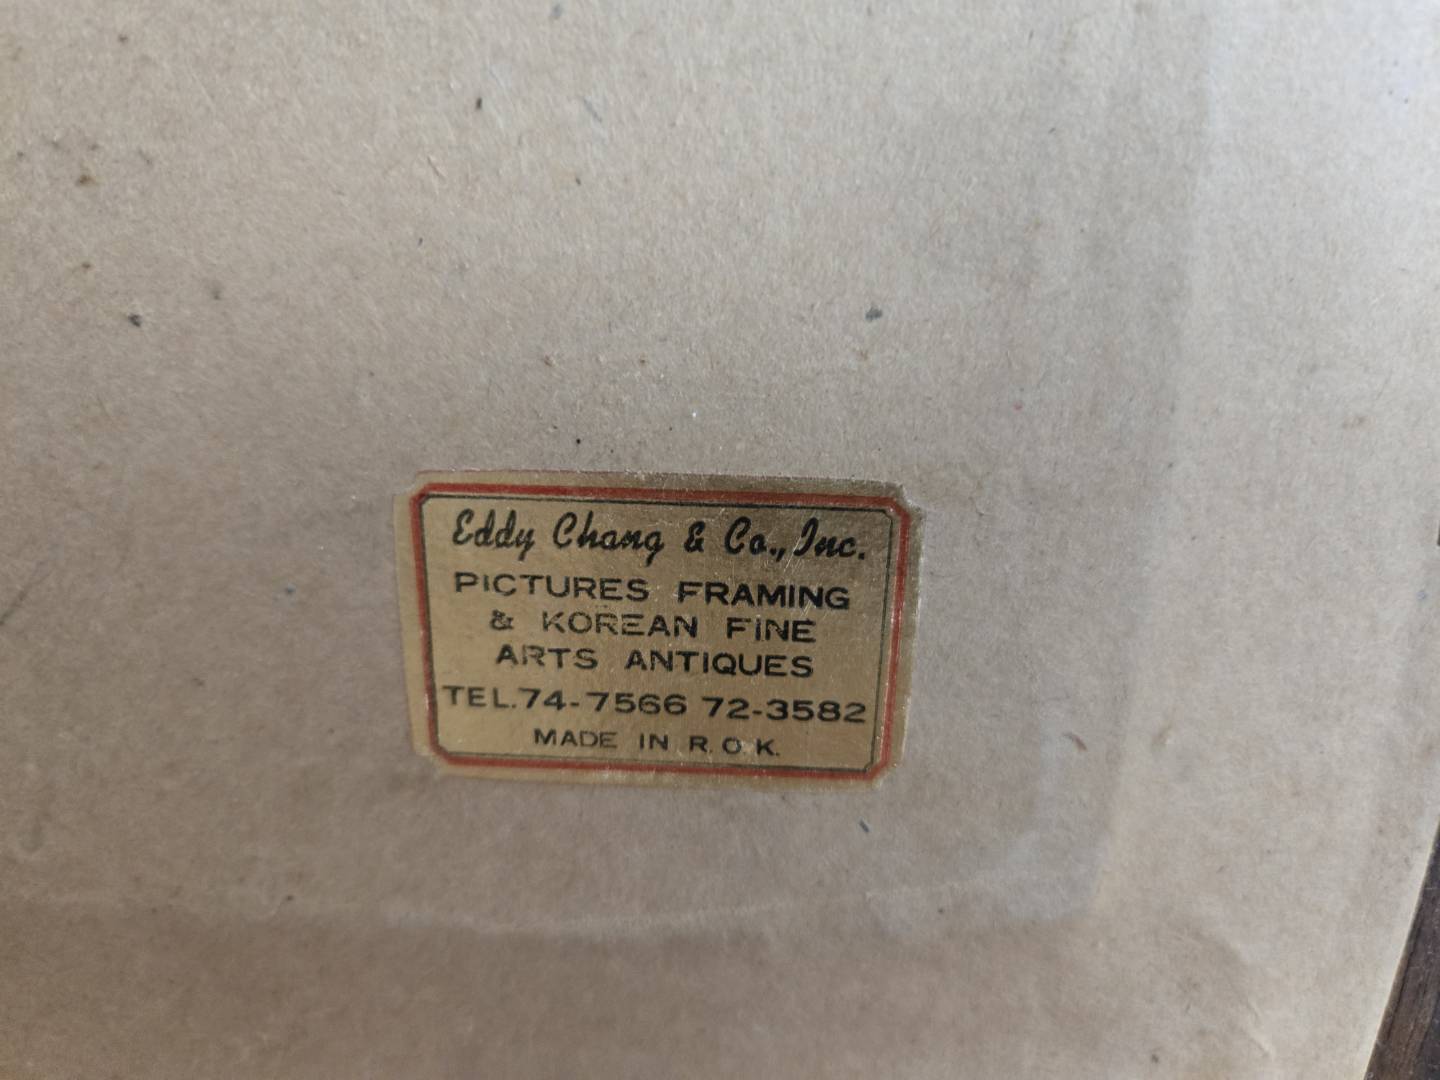 Eddy Chang & Co., Inc.
PICTURES FRAMING
& KOREAN FINE
ARTS ANTIQUES
TEL.74-7566 72-3582
MADE IN R.O.K.